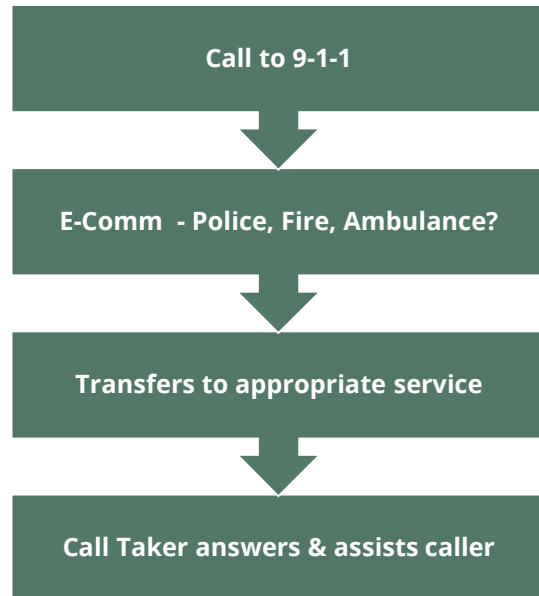 Call to 9-1-1
E-Comm  - Police, Fire, Ambulance?
Transfers to appropriate service
Call Taker answers & assists caller